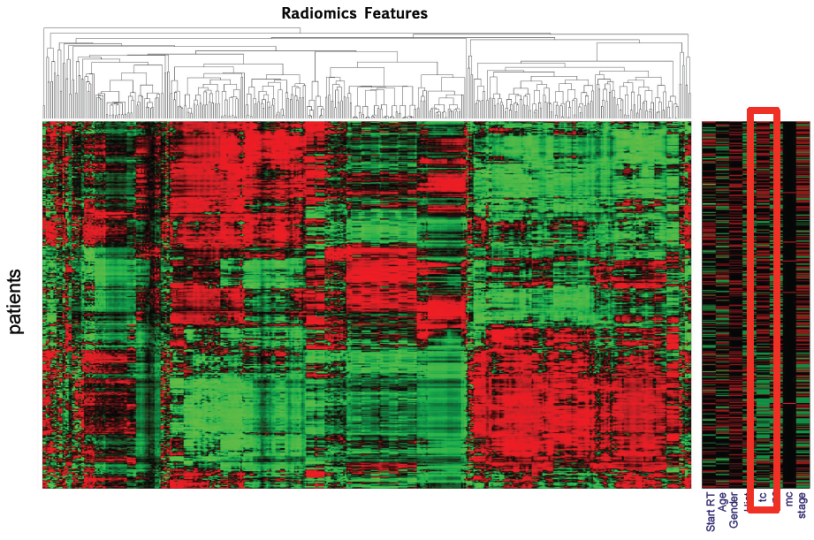 Radiomics Features
patients
Start RT
Age
Gender
tc
mc
stage